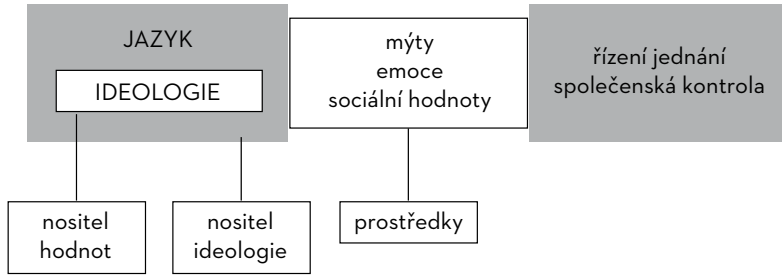 JAZYK
IDEOLOGIE
mýty
emoce
sociální hodnoty
řízení jednání
společenská kontrola
nositel
hodnot
nositel
ideologie
prostředky